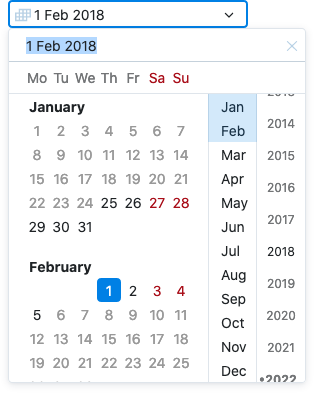 1 Feb 2018
1 Feb 2018
Mo Tu We Th Fr Sa Su
January
1 2 3 4 5 6 7
8 9 10 11 12 13 14
15 16 17 18 19 20 21
22 23 24 25 26 27 28
29 30 31
February
1 2 3 4
5 6 7 8 9 10 11
12 13 14 15 16 17 18
19 20 21 22 23 24 25
Jan
Feb
Mar
Apr
May
Jun
Jul
Aug
Sep
Oct
Nov
Dec
2014
2015
2016
2017
2018
2019
2020
2021
•2022